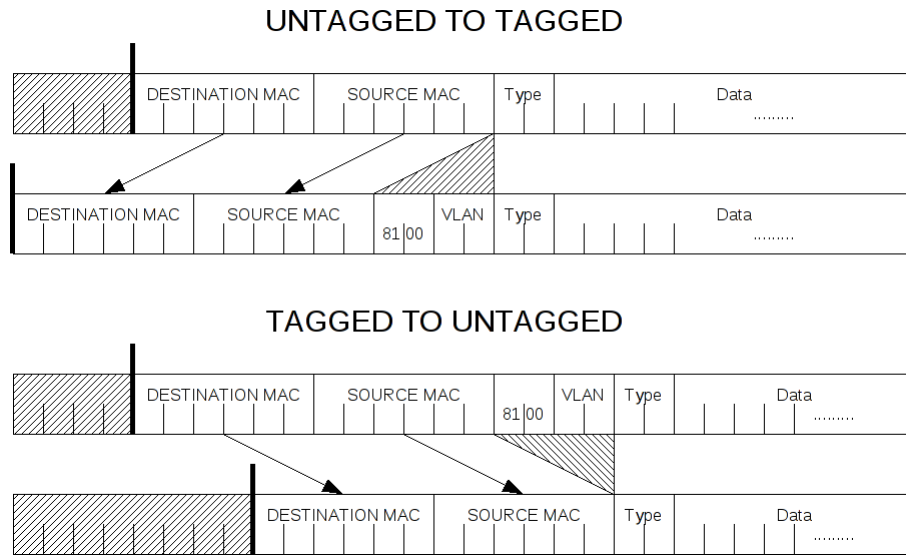 UNTAGGED TO TAGGED
DESTINATION MAC SOURCE MAC Type Data
.........
DESTINATION MAC SOURCE MAC 81 00 VLAN Type Data
.........
TAGGED TO UNTAGGED
DESTINATION MAC SOURCE MAC 81 00 VLAN Type Data
.........
DESTINATION MAC SOURCE MAC Type Data
.........